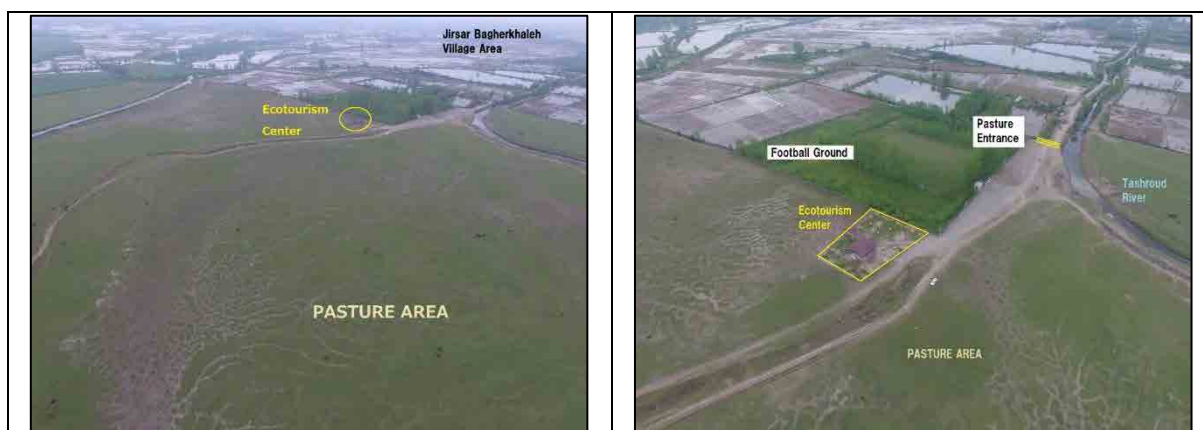 Jirsar Bagherkhaleh
Village Area
Ecotourism
Center
PASTURE AREA
Pasture
Entrance
Football Ground
Tashroud
River
Ecotourism
Center
PASTURE AREA